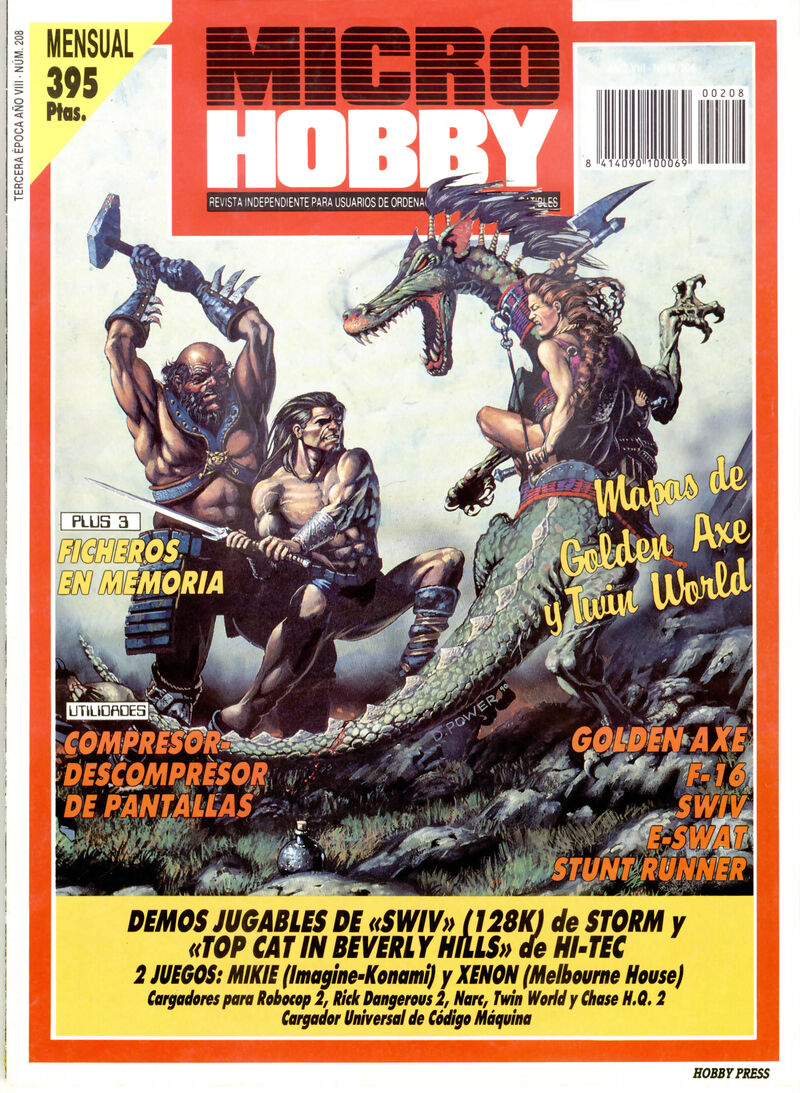 TERCERA ÉPOCA AÑO VIII - NÚM. 208
MENSUAL
395
Ptas.
MICRO
HOBBY
REVISTA INDEPENDIENTE PARA USUARIOS DE ORDENA
00208
8 414090 100069
PLUS 3
FICHEROS
EN MEMORIA
Mapas de
Golden Axe
y Twin World
UTILIDADES
COMPRESOR-
DESCOMPRESOR
DE PANTALLAS
D. POWER
GOLDEN AXE
F-16
SWIV
E-SWAT
STUNT RUNNER
DEMOS JUGABLES DE «SWIV» (128K) de STORM y
«TOP CAT IN BEVERLY HILLS» de HI-TEC
2 JUEGOS: MIKIE (Imagine-Konami) y XENON (Melbourne House)
Cargadores para Robocop 2, Rick Dangerous 2, Narc, Twin World y Chase H.Q. 2
Cargador Universal de Código Máquina
HOBBY PRESS